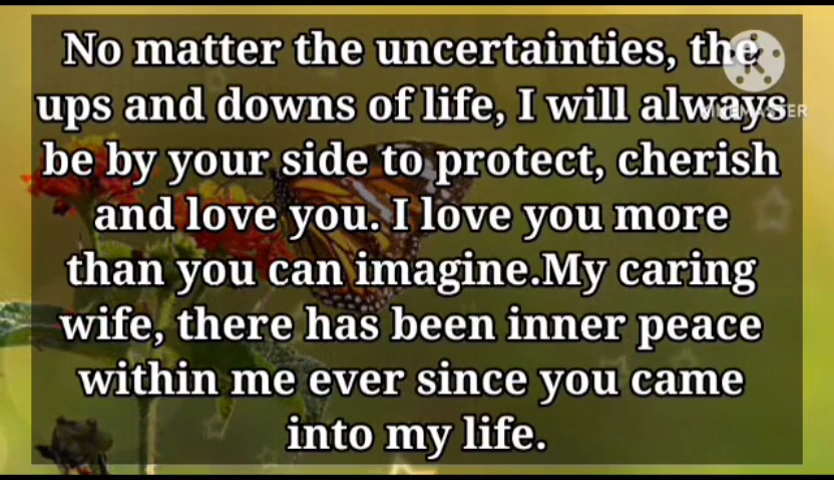 No matter the uncertainties, the
ups and downs of life, I will always
be by your side to protect, cherish
and love you. I love you more
than you can imagine.My caring
wife, there has been inner peace
within me ever since you came
into my life.
K
KINEMASTER